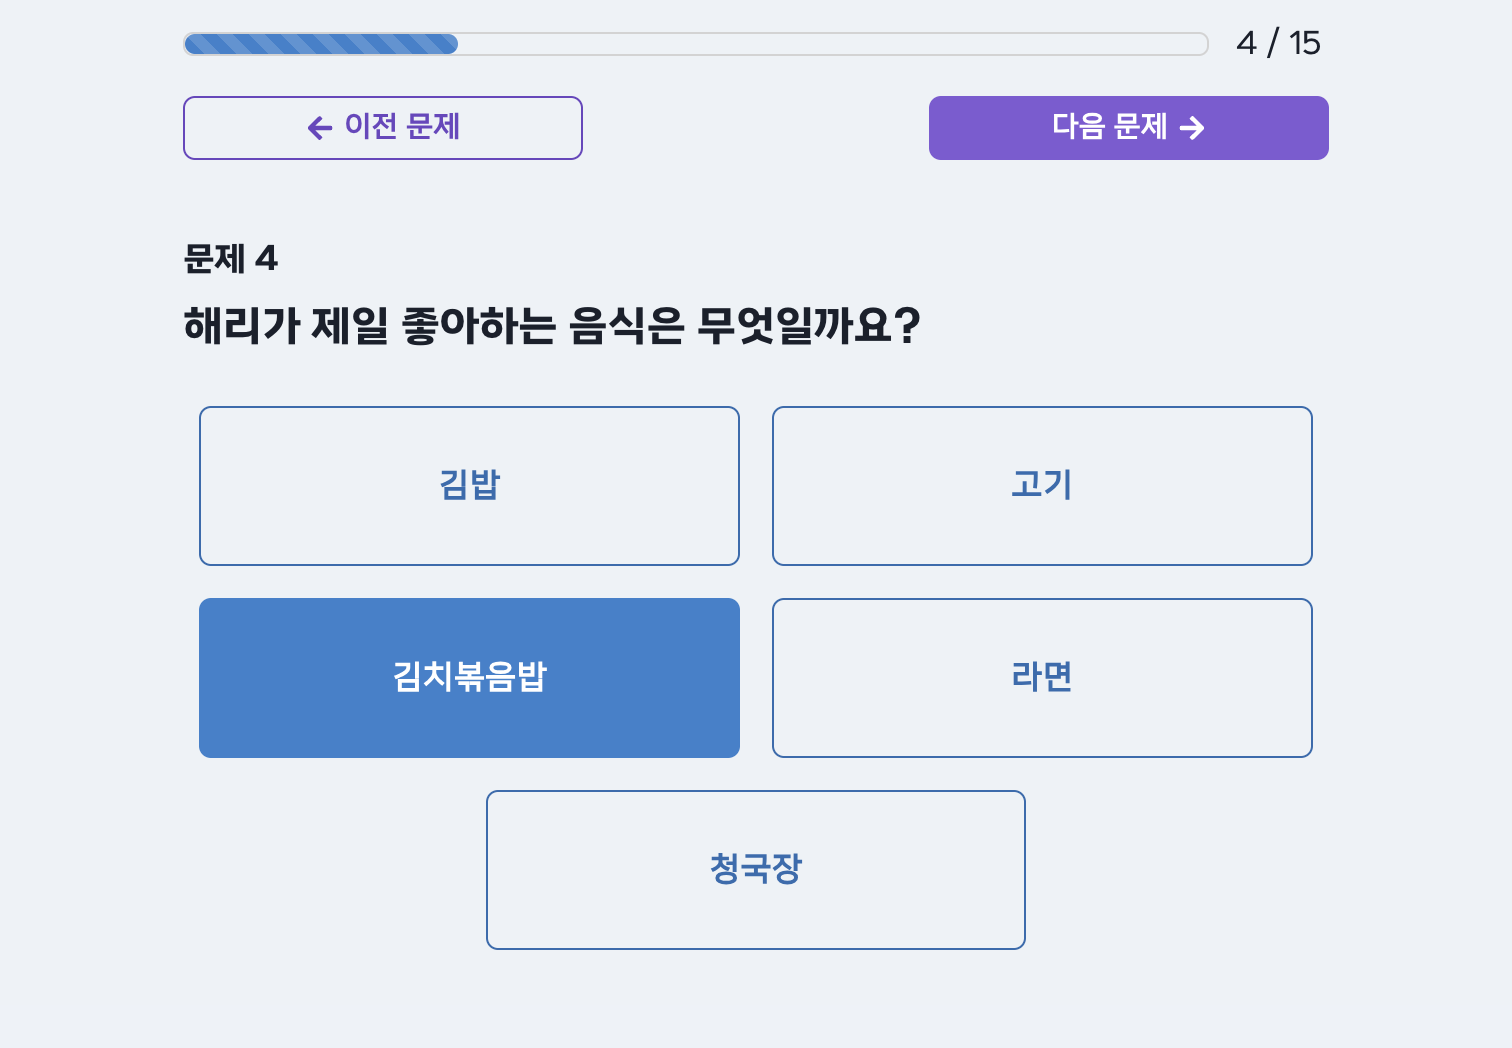 4 / 15
← 이전 문제
다음 문제 →
문제 4
해리가 제일 좋아하는 음식은 무엇일까요?
김밥
고기
김치볶음밥
라면
청국장